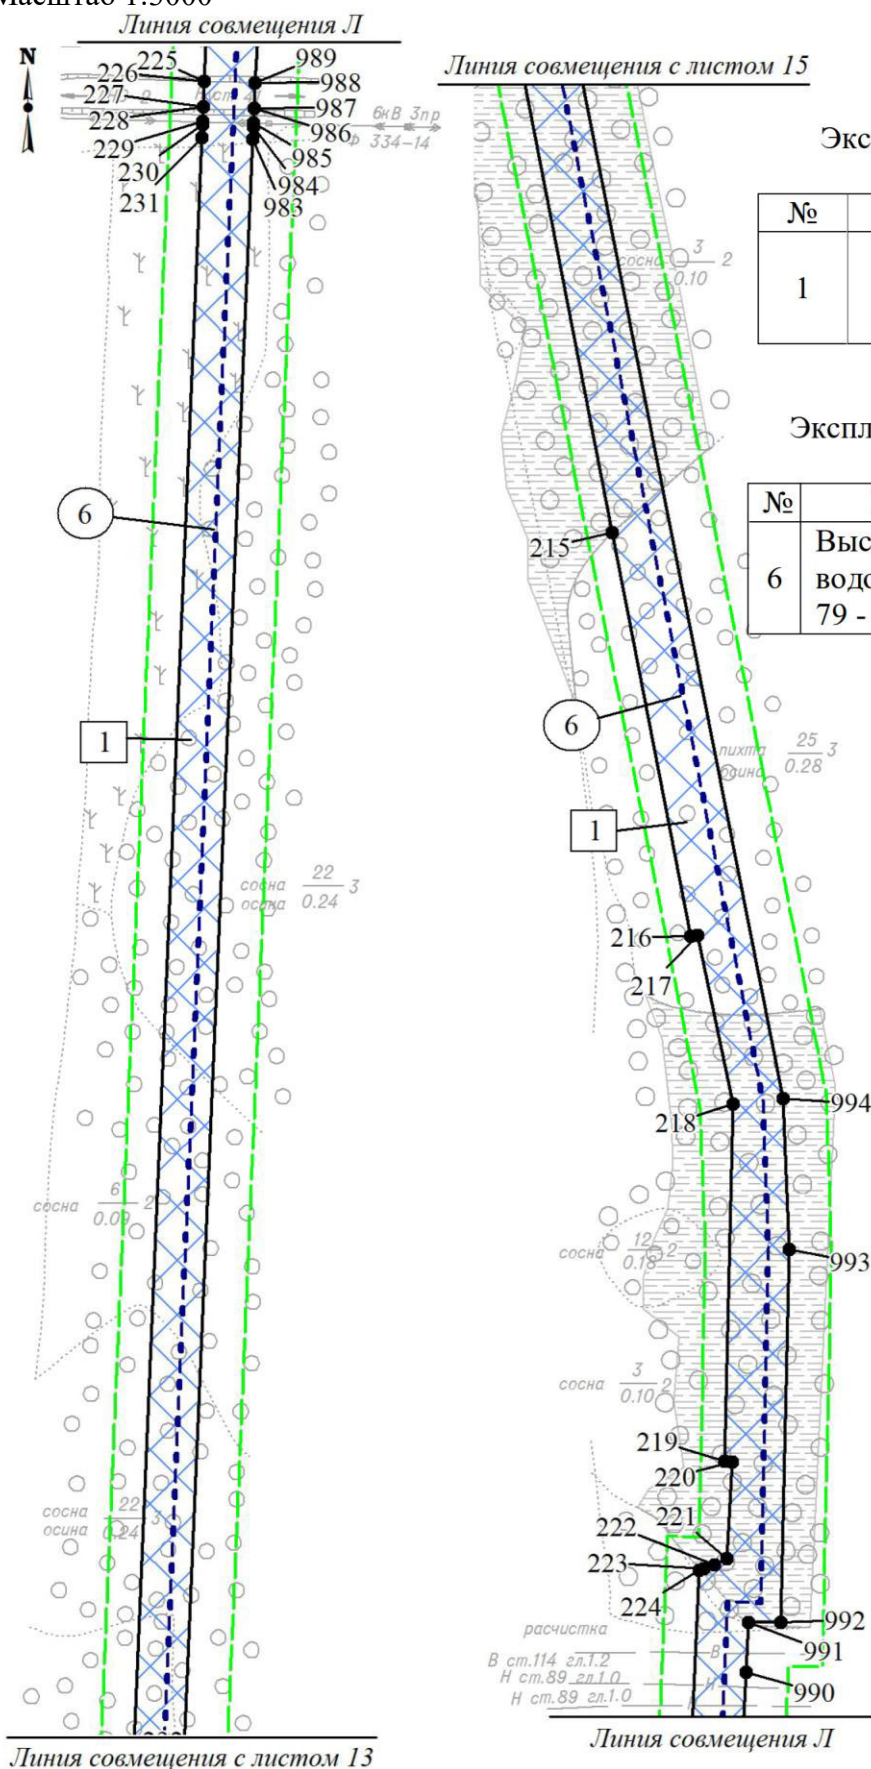 Масштаб 1:5000
Линия совмещения Л
N
225
226
227
228
229
230
231
989
988
987
986
985
984
983
6кВ 3пр
ф 334-14
6
1
сосна 22 3
осина 0.24
сосна 6 2
0.09
сосна 22 3
осина 0.24
Линия совмещения с листом 13
Линия совмещения с листом 15
сосна 3 2
0.10
215
6
пихта 25 3
осина 0.28
1
216
217
218
994
сосна 12 2
0.18
993
сосна 3 2
0.10
219
220
221
222
223
224
992
991
990
расчистка
В ст.114 гл.1.2
Н ст.89 гл.1.0
Н ст.89 гл.1.0
В
Н
Линия совмещения Л
Экс
№
1
Экспл
№
6
Выс
водо
79 -